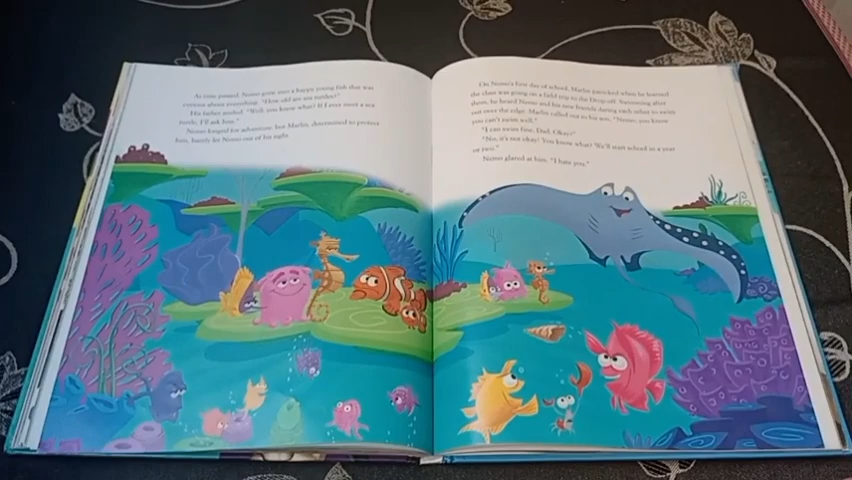 As time passed, Nemo grew into a happy young fish that was
curious about everything. "How old are sea turtles?"
His father smiled. "Well, you know what? If I ever meet a sea
turtle, I'll ask him."
Nemo longed for adventure, but Marlin, determined to protect
him, barely let Nemo out of his sight.
On Nemo's first day of school, Marlin panicked when he learned
the class was going on a field trip to the Drop-off. Swimming after
them, he heard Nemo and his new friends daring each other to swim
out over the edge. Marlin called out to his son, "Nemo, you know
you can't swim well."
"I can swim fine, Dad. Okay?"
"No, it's not okay! You know what? We'll start school in a year
or two."
Nemo glared at him. "I hate you."